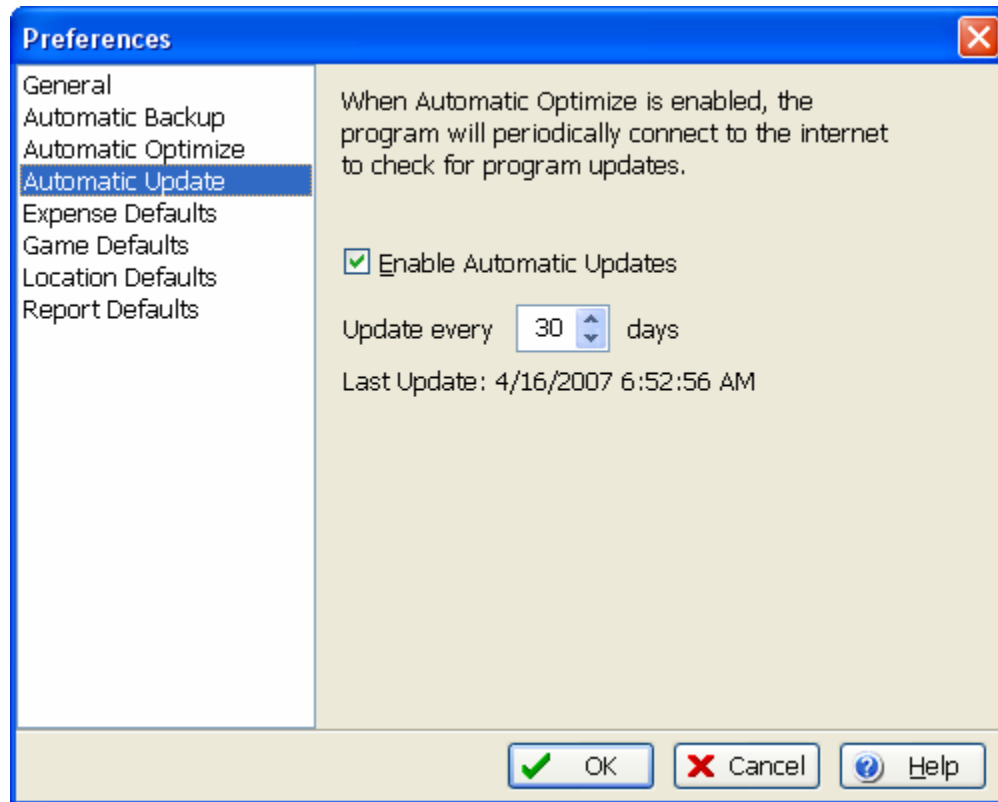 Preferences
General
Automatic Backup
Automatic Optimize
Automatic Update
Expense Defaults
Game Defaults
Location Defaults
Report Defaults
When Automatic Optimize is enabled, the
program will periodically connect to the internet
to check for program updates.
Enable Automatic Updates
Update every 30 days
Last Update: 4/16/2007 6:52:56 AM
OK Cancel Help